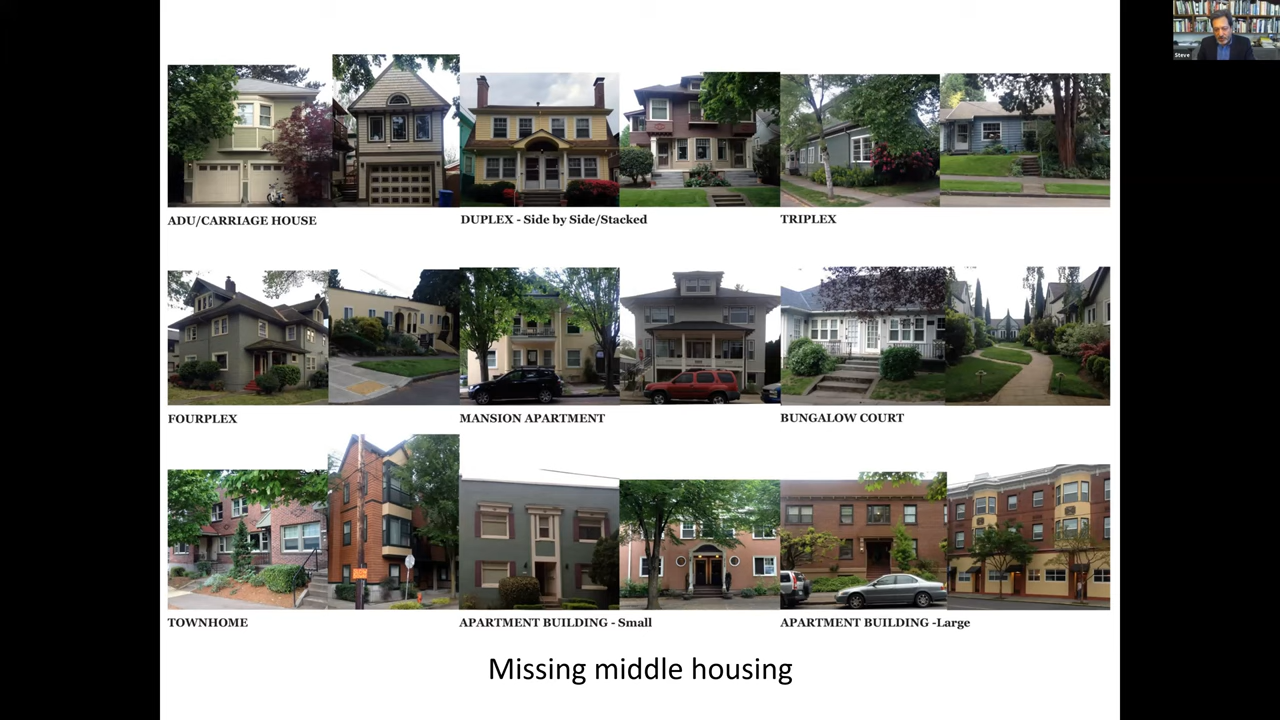 Steve
ADU/CARRIAGE HOUSE
DUPLEX - Side by Side/Stacked
TRIPLEX
FOURPLEX
MANSION APARTMENT
BUNGALOW COURT
TOWNHOME
APARTMENT BUILDING - Small
APARTMENT BUILDING -Large
Missing middle housing